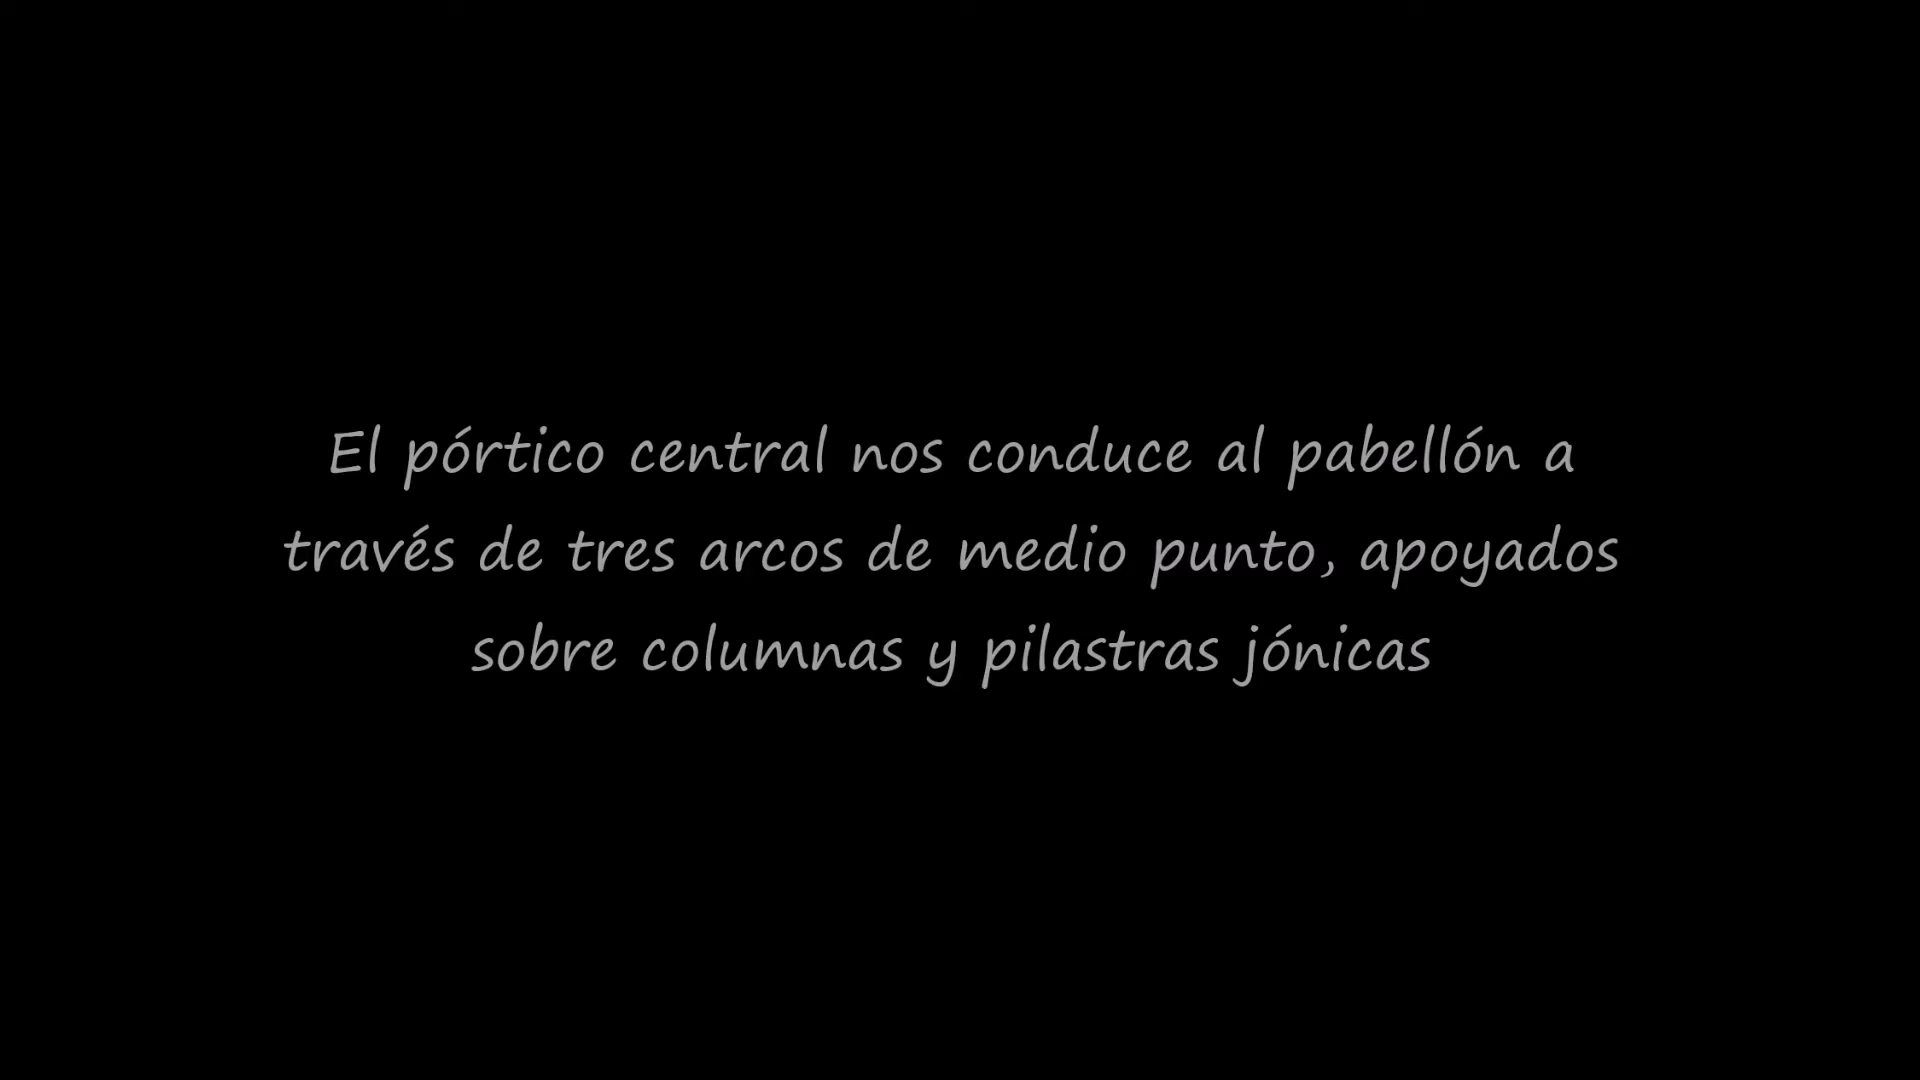 El pórtico central nos conduce al pabellón a
través de tres arcos de medio punto, apoyados
sobre columnas y pilastras jónicas